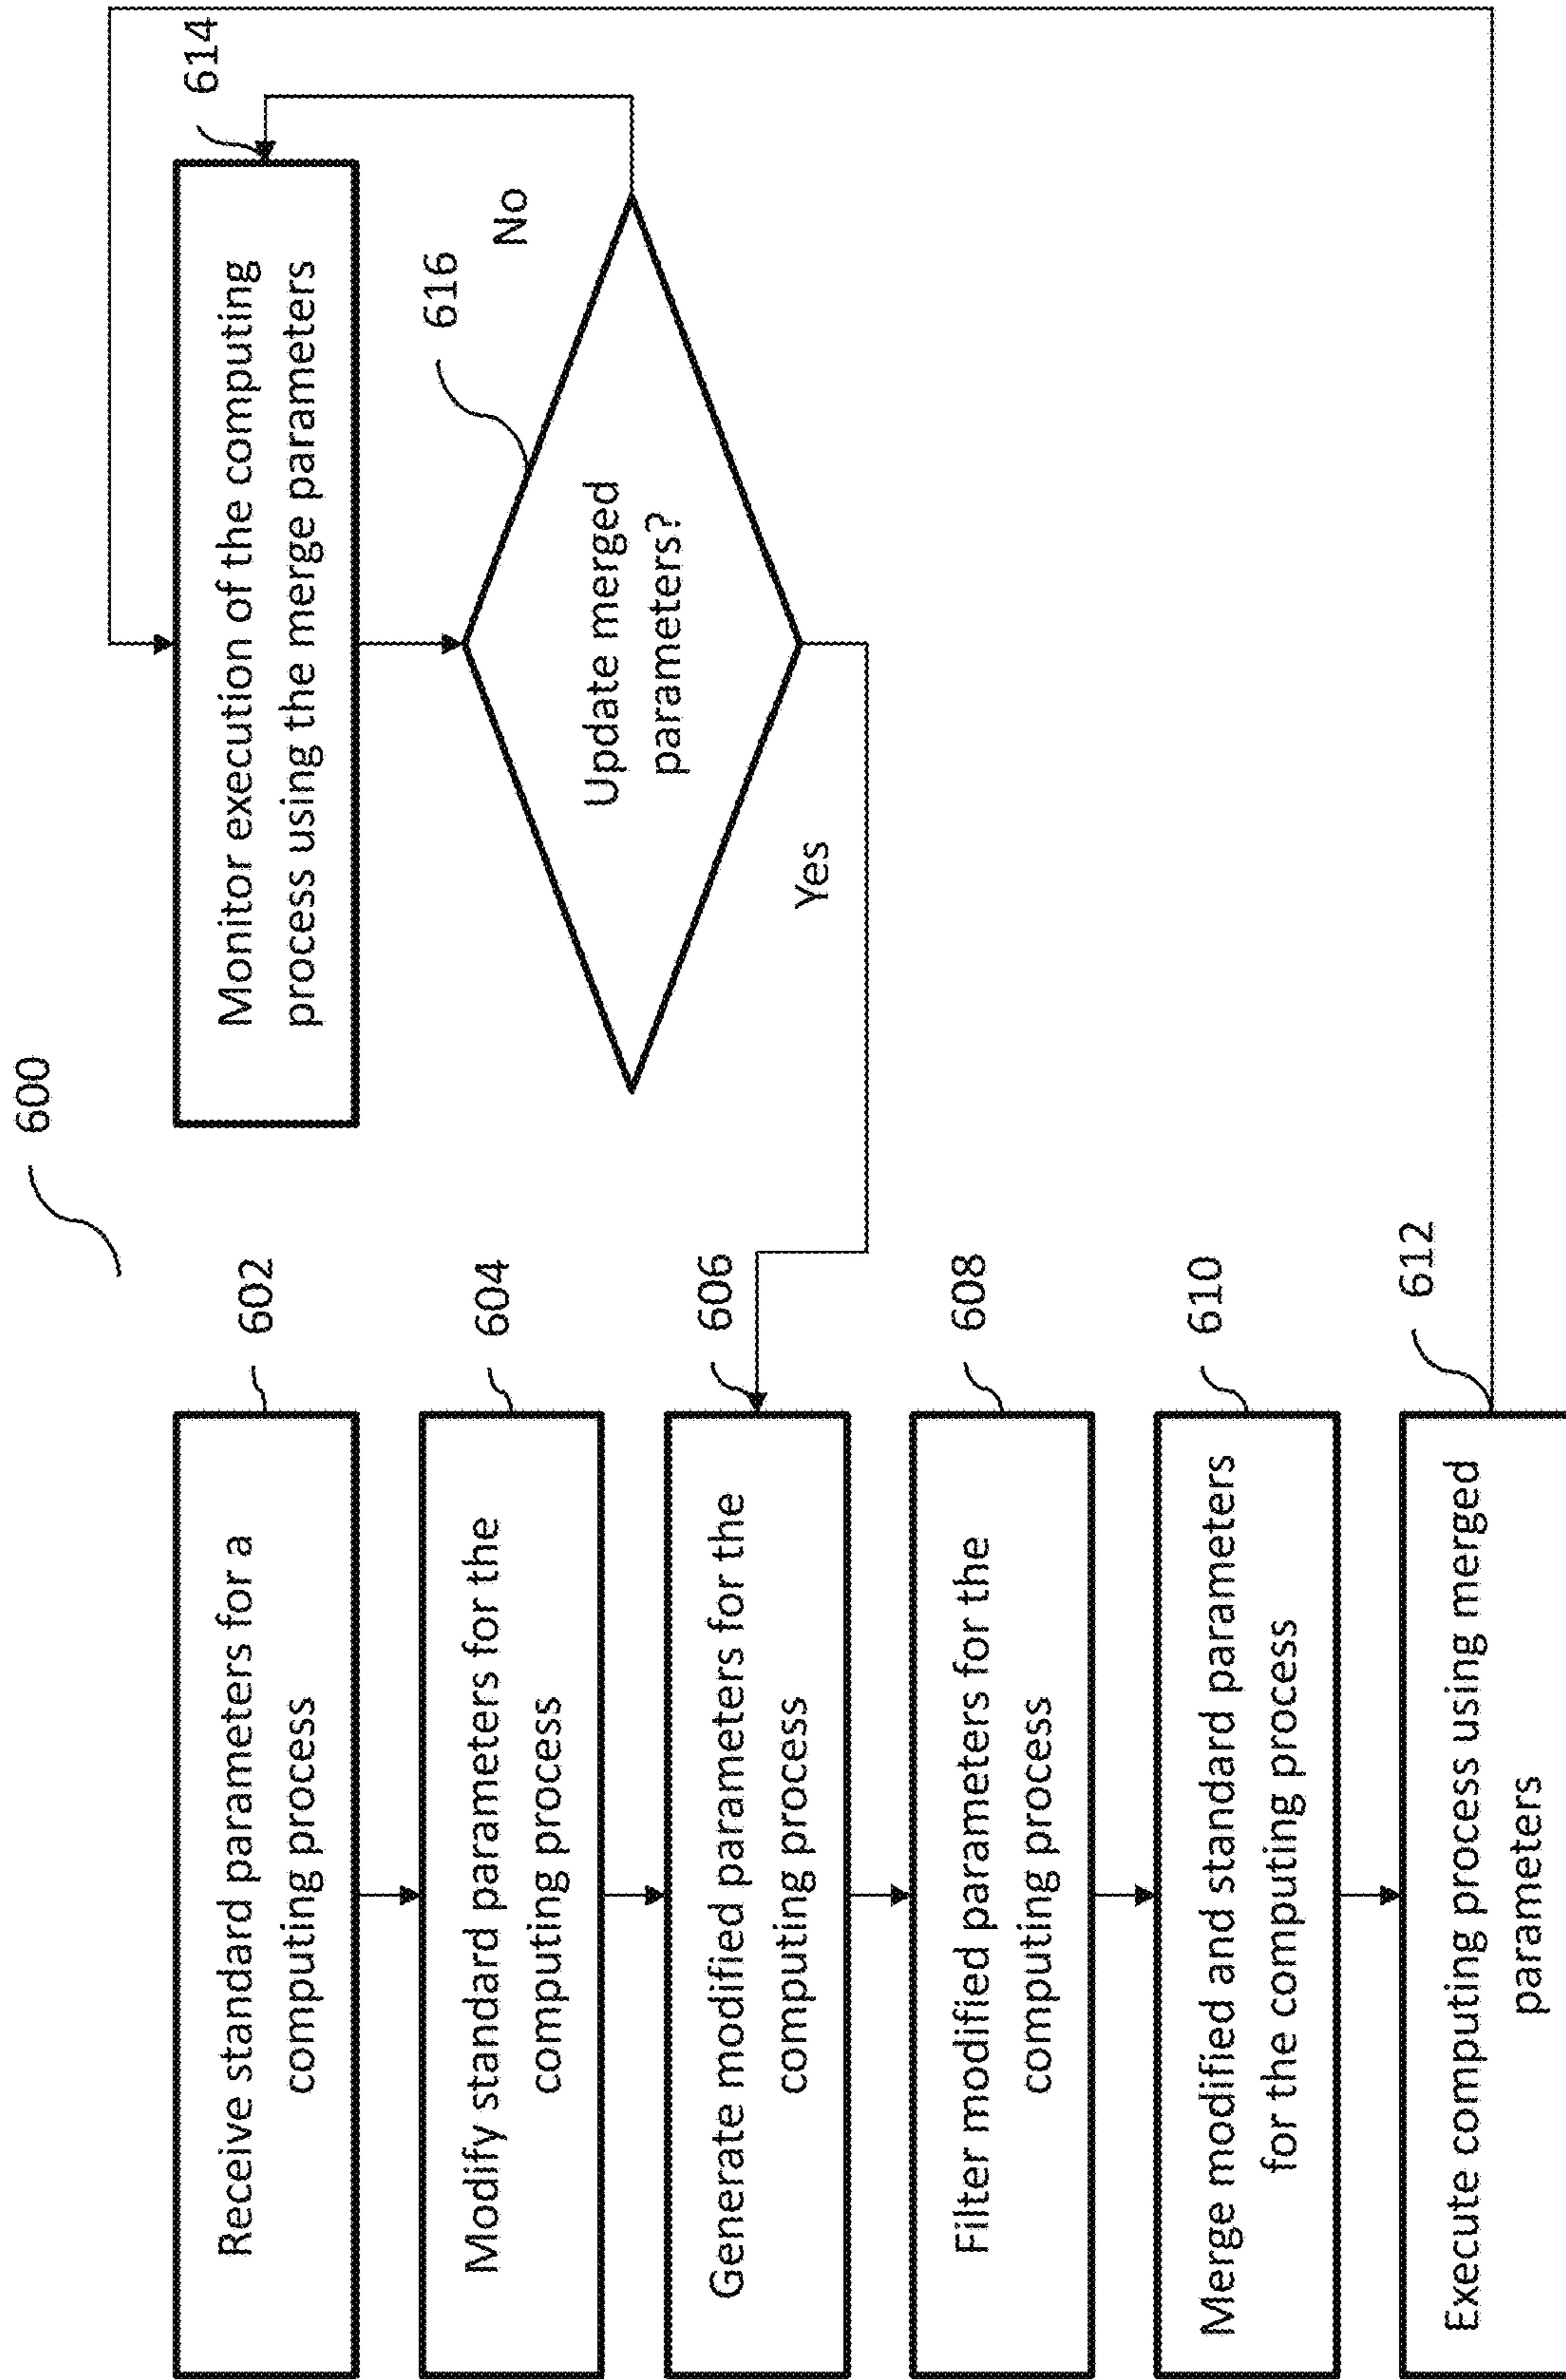 600
602
Receive standard parameters for a
computing process
604
Modify standard parameters for the
computing process
606
Generate modified parameters for the
computing process
608
Filter modified parameters for the
computing process
610
Merge modified and standard parameters
for the computing process
612
Execute computing process using merged
parameters
614
Monitor execution of the computing
process using the merge parameters
616
Update merged
parameters?
No
Yes